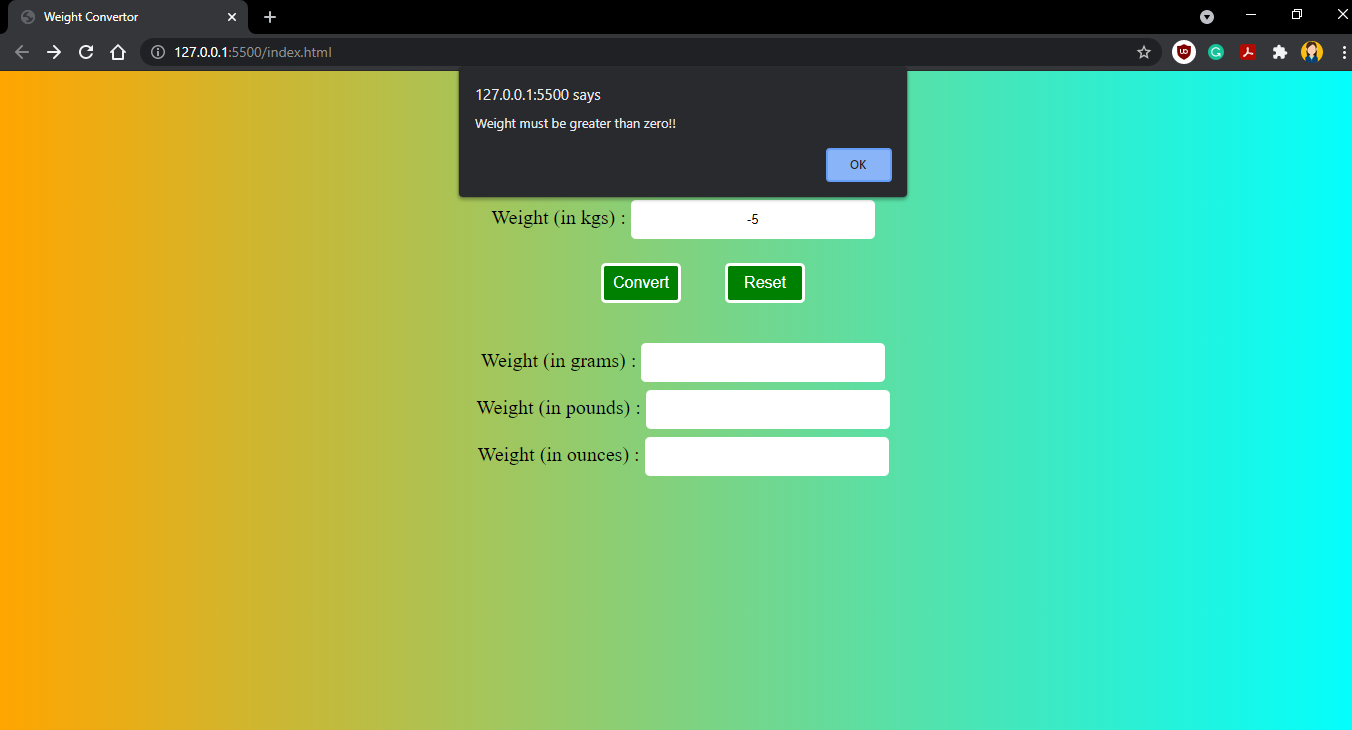 Weight Convertor
127.0.0.1:5500/index.html
127.0.0.1:5500 says
Weight must be greater than zero!!
OK
Weight (in kgs) : -5
Convert Reset
Weight (in grams) :
Weight (in pounds) :
Weight (in ounces) :